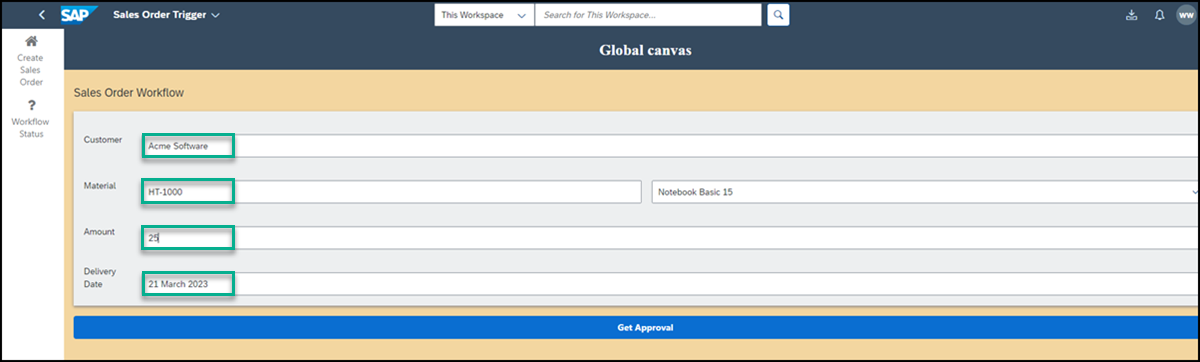 SAP Sales Order Trigger This Workspace Search for This Workspace... WW
Create
Sales
Order
Workflow
Status
Global canvas
Sales Order Workflow
Customer Acme Software
Material HT-1000 Notebook Basic 15
Amount 25
Delivery
Date 21 March 2023
Get Approval